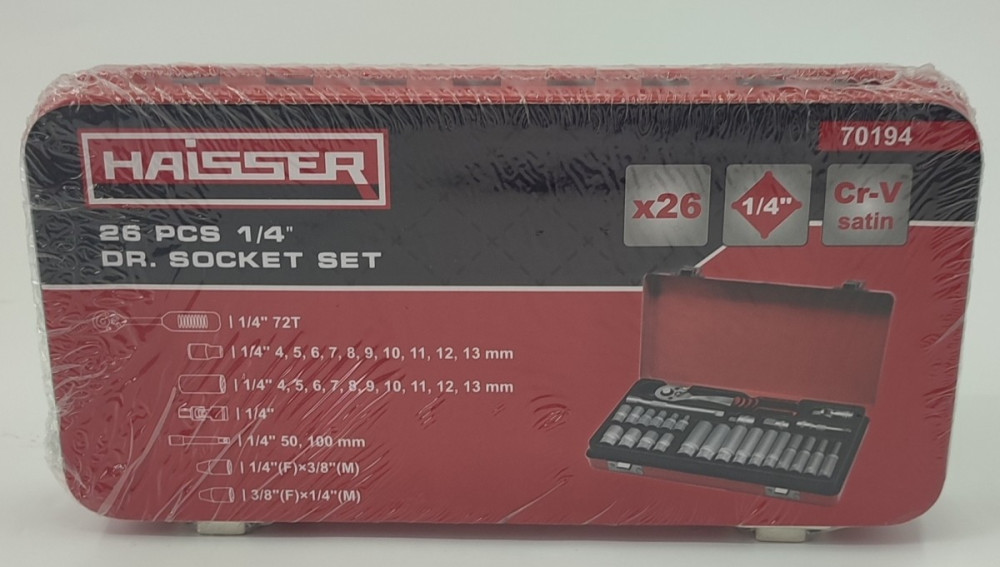 HAISSER
70194
x26
1/4"
Cr-V
satin
26 PCS 1/4"
DR. SOCKET SET
1/4" 72T
1/4" 4, 5, 6, 7, 8, 9, 10, 11, 12, 13 mm
1/4" 4, 5, 6, 7, 8, 9, 10, 11, 12, 13 mm
1/4"
1/4" 50, 100 mm
1/4"(F)×3/8"(M)
3/8"(F)×1/4"(M)